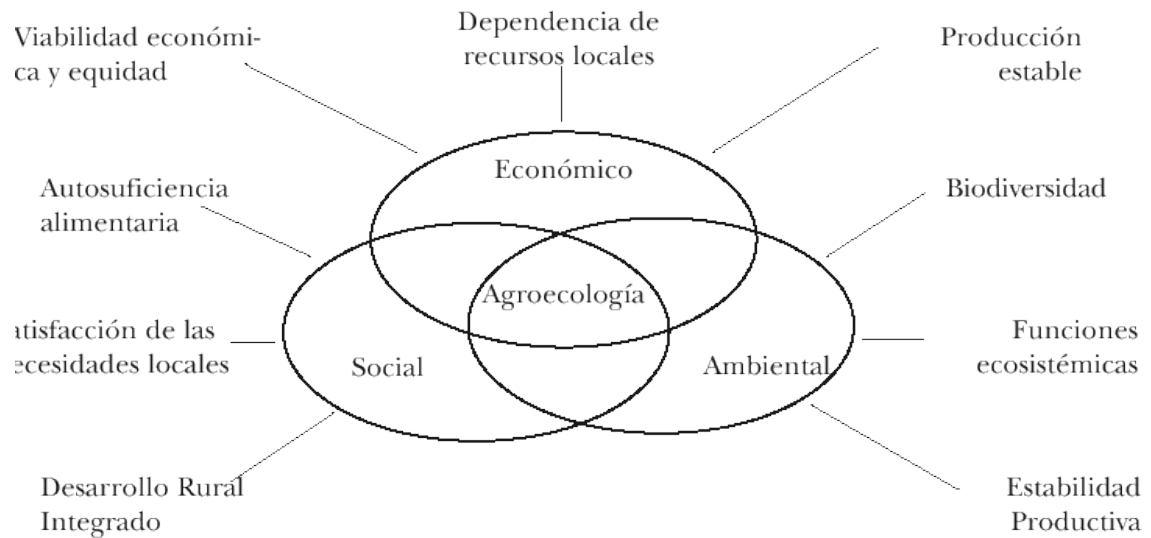 Viabilidad económi-
ca y equidad
Dependencia de
recursos locales
Producción
estable
Económico
Autosuficiencia
alimentaria
Biodiversidad
Agroecología
atisfacción de las
ecesidades locales
Social
Ambiental
Funciones
ecosistémicas
Desarrollo Rural
Integrado
Estabilidad
Productiva